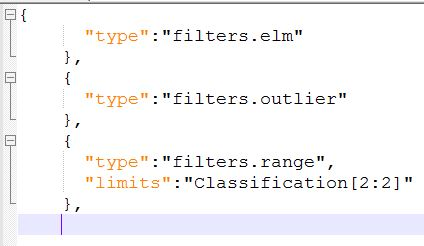 {
"type":"filters.elm"
},
{
"type":"filters.outlier"
},
{
"type":"filters.range",
"limits":"Classification[2:2]"
},